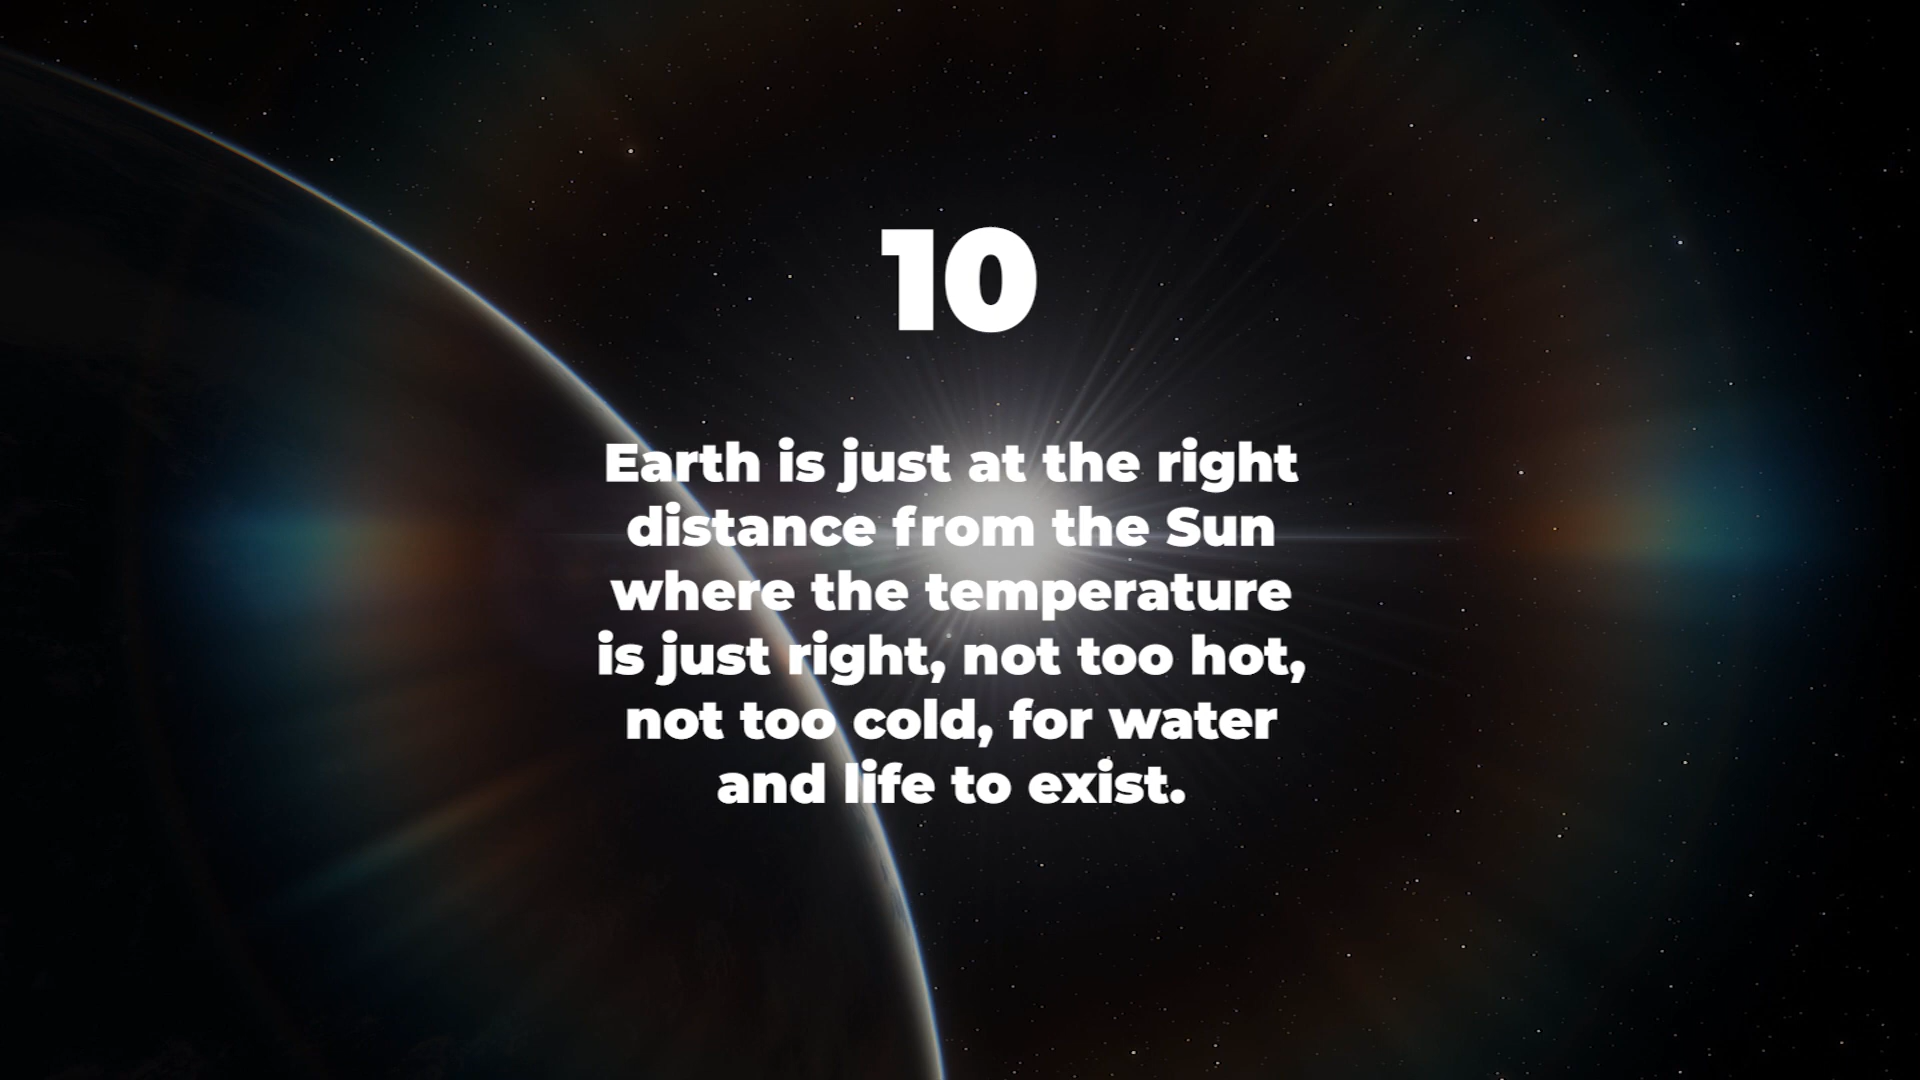 10
Earth is just at the right
distance from the Sun
where the temperature
is just right, not too hot,
not too cold, for water
and life to exist.